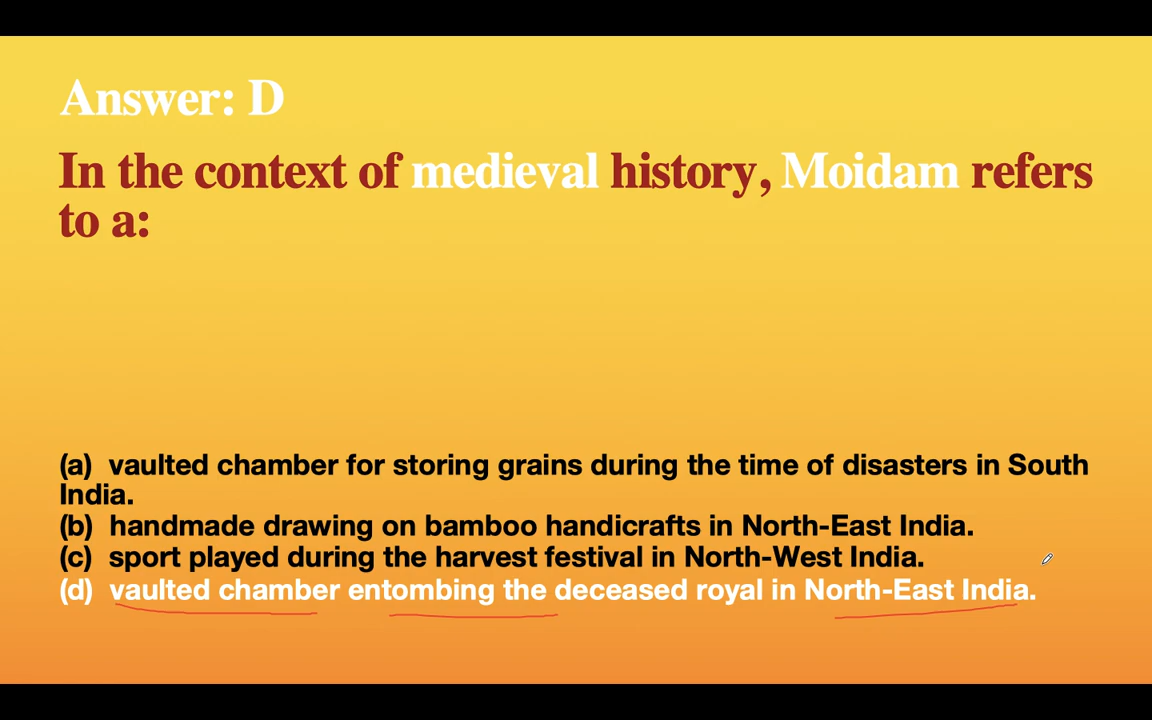 Answer: D
In the context of medieval history, Moidam refers
to a:
(a) vaulted chamber for storing grains during the time of disasters in South
India.
(b) handmade drawing on bamboo handicrafts in North-East India.
(c) sport played during the harvest festival in North-West India.
(d) vaulted chamber entombing the deceased royal in North-East India.